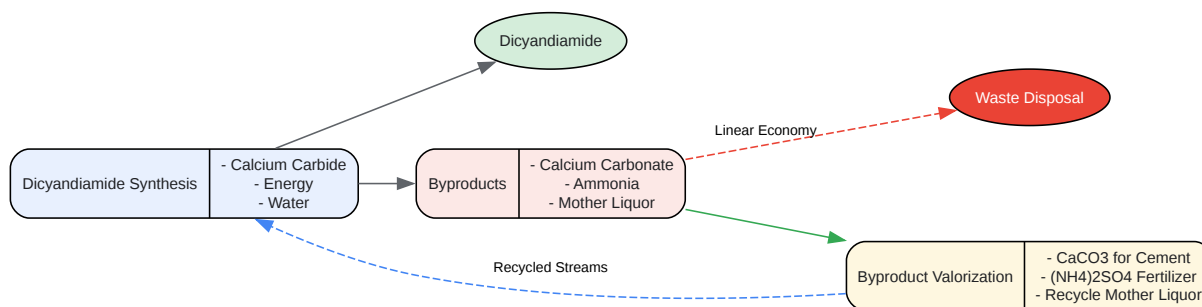 Dicyandiamide
Waste Disposal
Linear Economy
Dicyandiamide Synthesis
- Calcium Carbide
- Energy
- Water
Byproducts
- Calcium Carbonate
- Ammonia
- Mother Liquor
Recycled Streams
Byproduct Valorization
- CaCO3 for Cement
- (NH4)2SO4 Fertilizer
- Recycle Mother Liquor